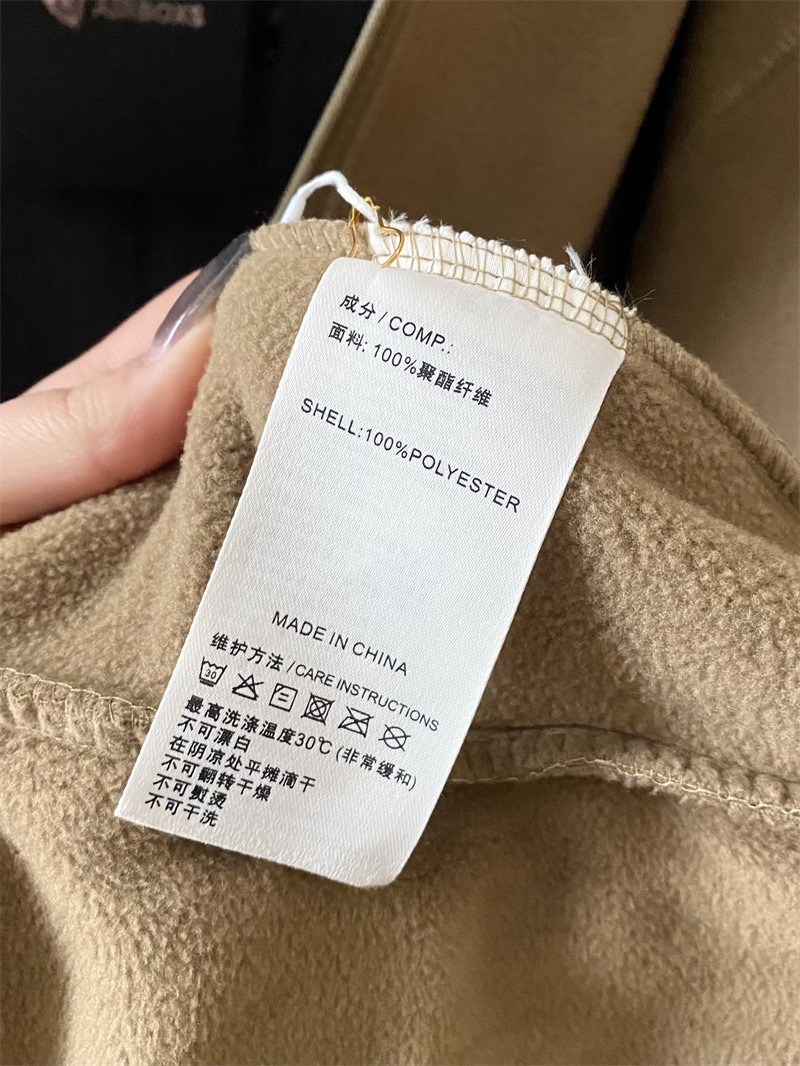 成分/COMP.:
面料: 100%聚酯纤维
SHELL:100%POLYESTER
MADE IN CHINA
维护方法/CARE INSTRUCTIONS
30
最高洗涤温度30℃(非常缓和)
不可漂白
在阴凉处平摊滴干
不可翻转干燥
不可熨烫
不可干洗